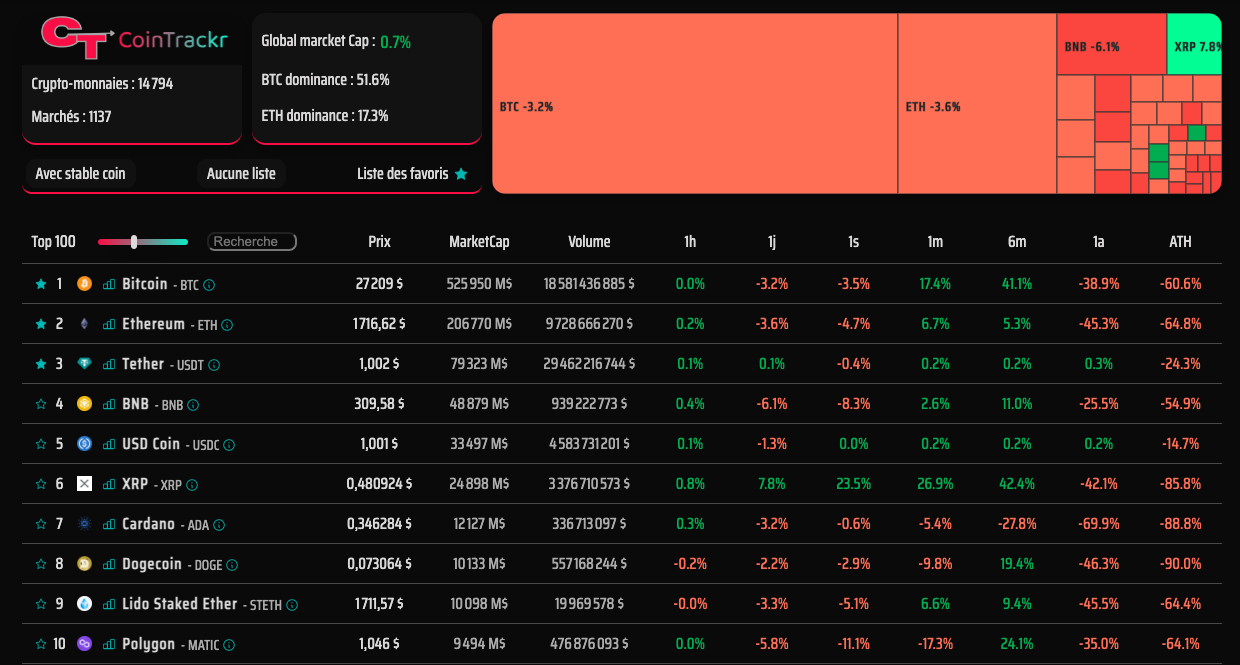 CT CoinTrackr
Crypto-monnaies : 14 794
Marchés : 1137
Global marcket Cap : 0.7%
BTC dominance : 51.6%
ETH dominance : 17.3%
Avec stable coin Aucune liste Liste des favoris
BTC -3.2%
ETH -3.6%
BNB -6.1%
XRP 7.8%
Top 100 Recherche Prix MarketCap Volume 1h 1j 1s 1m 6m 1a ATH
1 Bitcoin - BTC 27 209 $ 525 950 M$ 18 581 436 885 $ 0.0% -3.2% -3.5% 17.4% 41.1% -38.9% -60.6%
2 Ethereum - ETH 1 716,62 $ 206 770 M$ 9 728 666 270 $ 0.2% -3.6% -4.7% 6.7% 5.3% -45.3% -64.8%
3 Tether - USDT 1,002 $ 79 323 M$ 29 462 216 744 $ 0.1% 0.1% -0.4% 0.2% 0.2% 0.3% -24.3%
4 BNB - BNB 309,58 $ 48 879 M$ 939 222 773 $ 0.4% -6.1% -8.3% 2.6% 11.0% -25.5% -54.9%
5 USD Coin - USDC 1,001 $ 33 497 M$ 4 583 731 201 $ 0.1% -1.3% 0.0% 0.2% 0.2% 0.2% -14.7%
6 XRP - XRP 0,480924 $ 24 898 M$ 3 376 710 573 $ 0.8% 7.8% 23.5% 26.9% 42.4% -42.1% -85.8%
7 Cardano - ADA 0,346284 $ 12 127 M$ 336 713 097 $ 0.3% -3.2% -0.6% -5.4% -27.8% -69.9% -88.8%
8 Dogecoin - DOGE 0,073064 $ 10 133 M$ 557 168 244 $ -0.2% -2.2% -2.9% -9.8% 19.4% -46.3% -90.0%
9 Lido Staked Ether - STETH 1 711,57 $ 10 098 M$ 19 969 578 $ -0.0% -3.3% -5.1% 6.6% 9.4% -45.5% -64.4%
10 Polygon - MATIC 1,046 $ 9 494 M$ 476 876 093 $ 0.0% -5.8% -11.1% -17.3% 24.1% -35.0% -64.1%